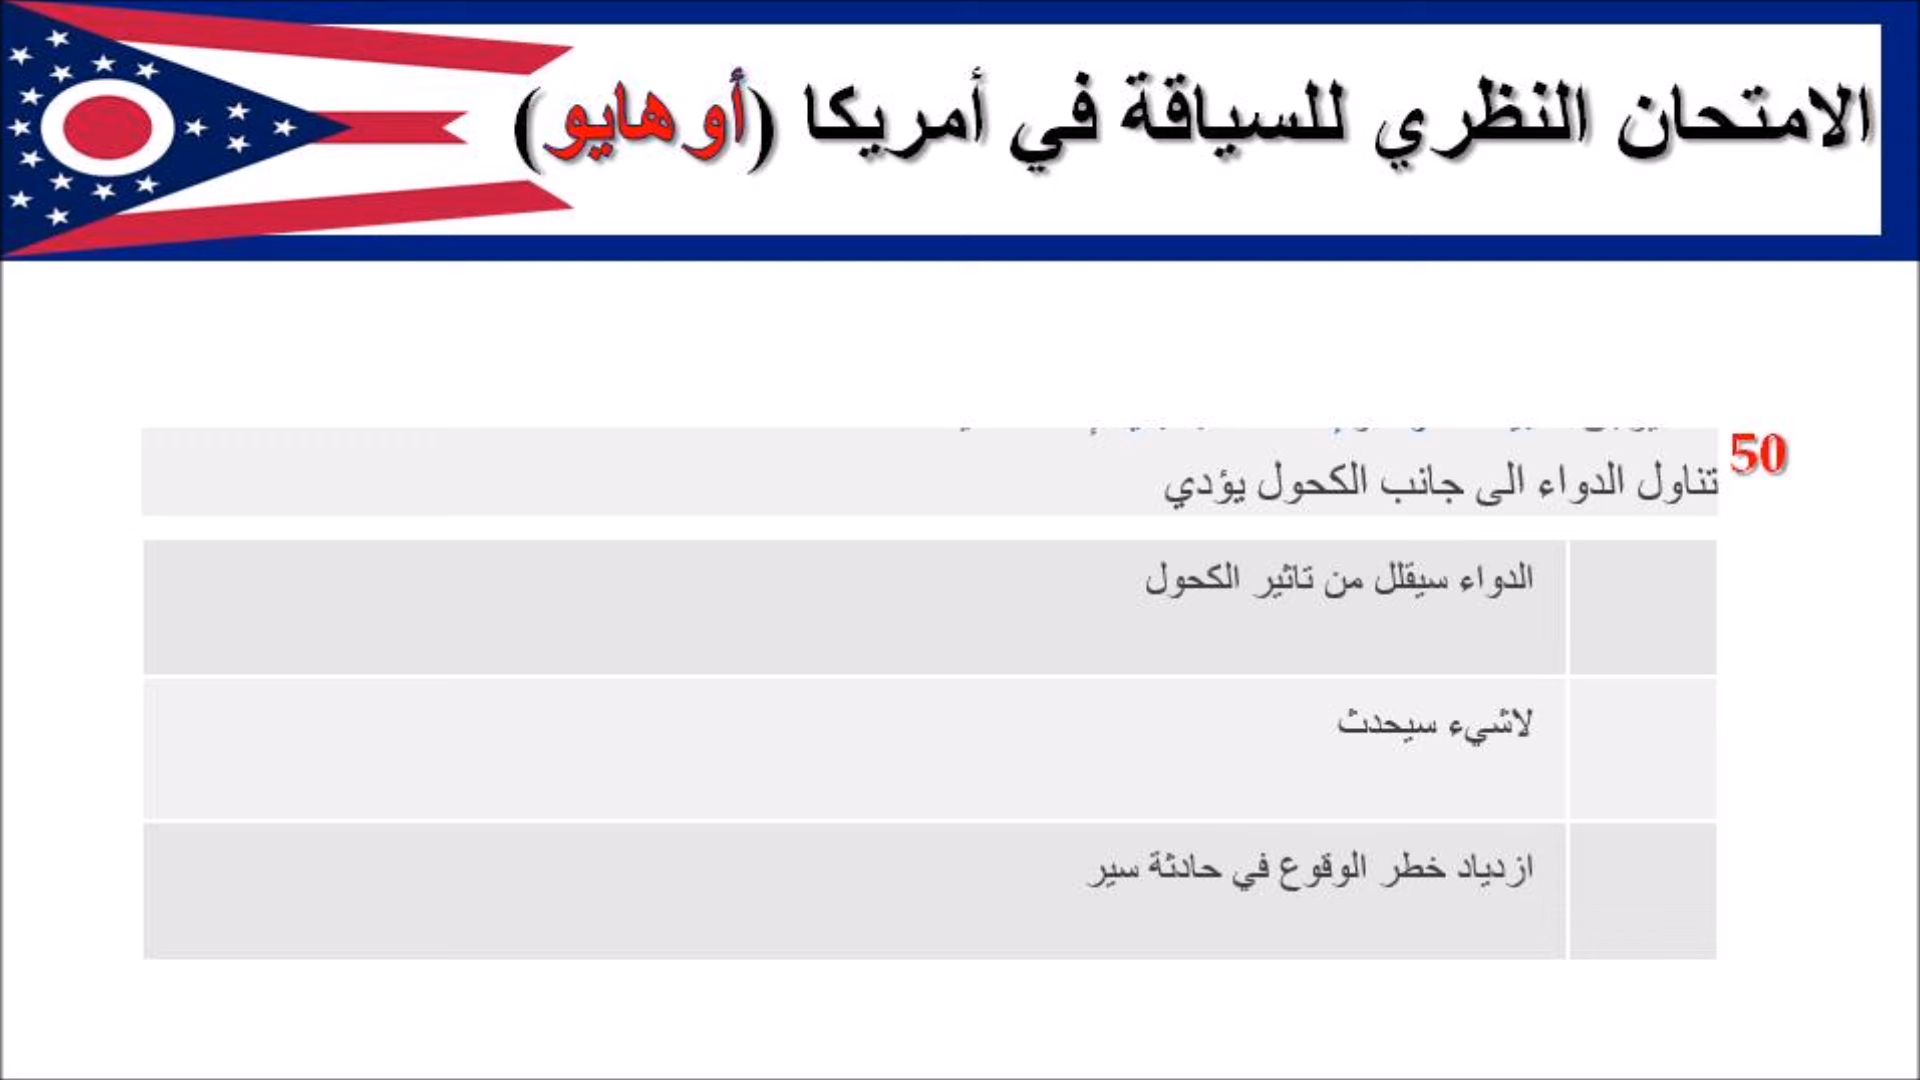 الامتحان النظري للسياقة في أمريكا (أوهايو)
50
تناول الدواء الى جانب الكحول يؤدي
الدواء سيقلل من تاثير الكحول
لاشيء سيحدث
ازدياد خطر الوقوع في حادثة سير